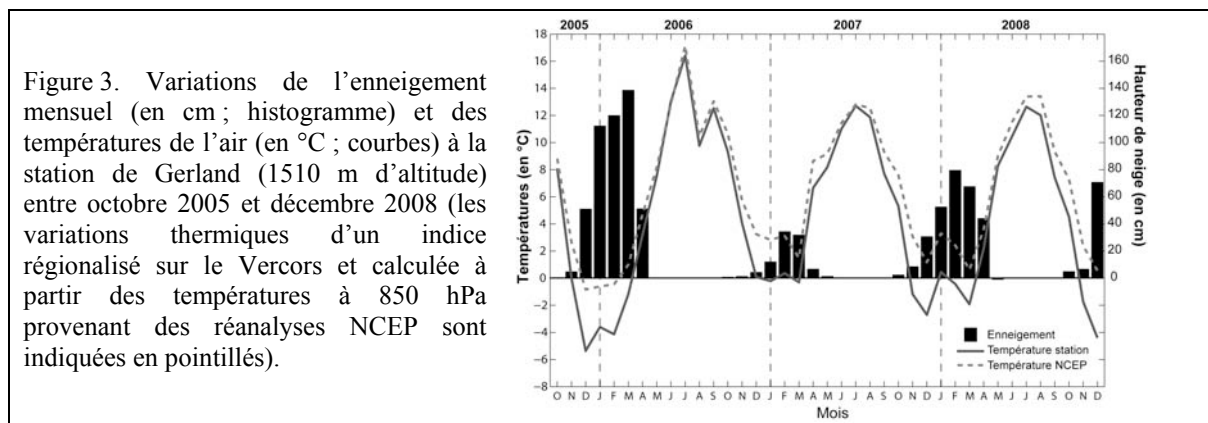 Figure 3. Variations de l’enneigement
mensuel (en cm ; histogramme) et des
températures de l’air (en °C ; courbes) à la
station de Gerland (1510 m d’altitude)
entre octobre 2005 et décembre 2008 (les
variations thermiques d’un indice
régionalisé sur le Vercors et calculée à
partir des températures à 850 hPa
provenant des réanalyses NCEP sont
indiquées en pointillés).
2005 2006 2007 2008
Températures (en °C)
18
16
14
12
10
8
6
4
2
0
−2
−4
−6
−8
Hauteur de neige (en cm)
160
140
120
100
80
60
40
20
0
Enneigement
Température station
Température NCEP
O N D J F M A M J J A S O N D J F M A M J J A S O N D J F M A M J J A S O N D
Mois